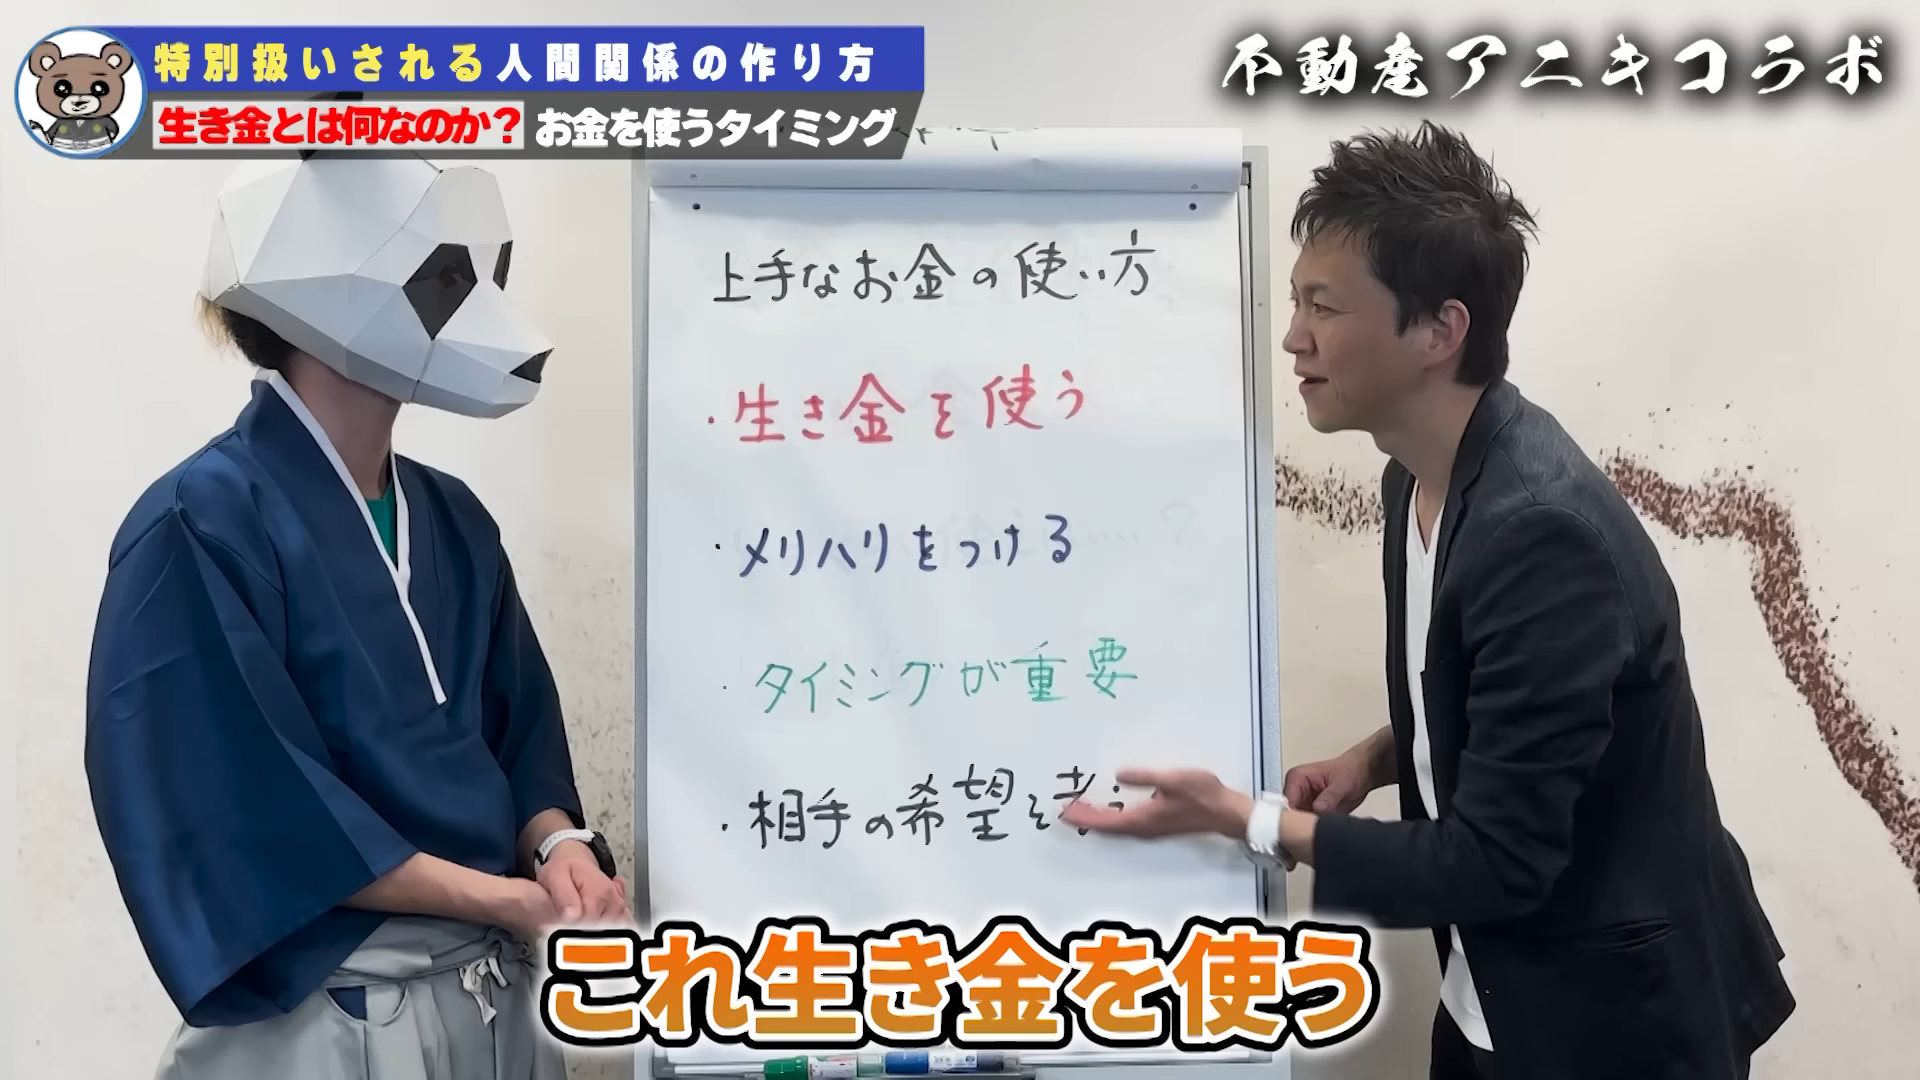 特別扱いされる人間関係の作り方
生き金とは何なのか？お金を使うタイミング
不動産アニキコラボ
上手なお金の使い方
・生き金を使う
・メリハリをつける
・タイミングが重要
・相手の希望を考
これ生き金を使う